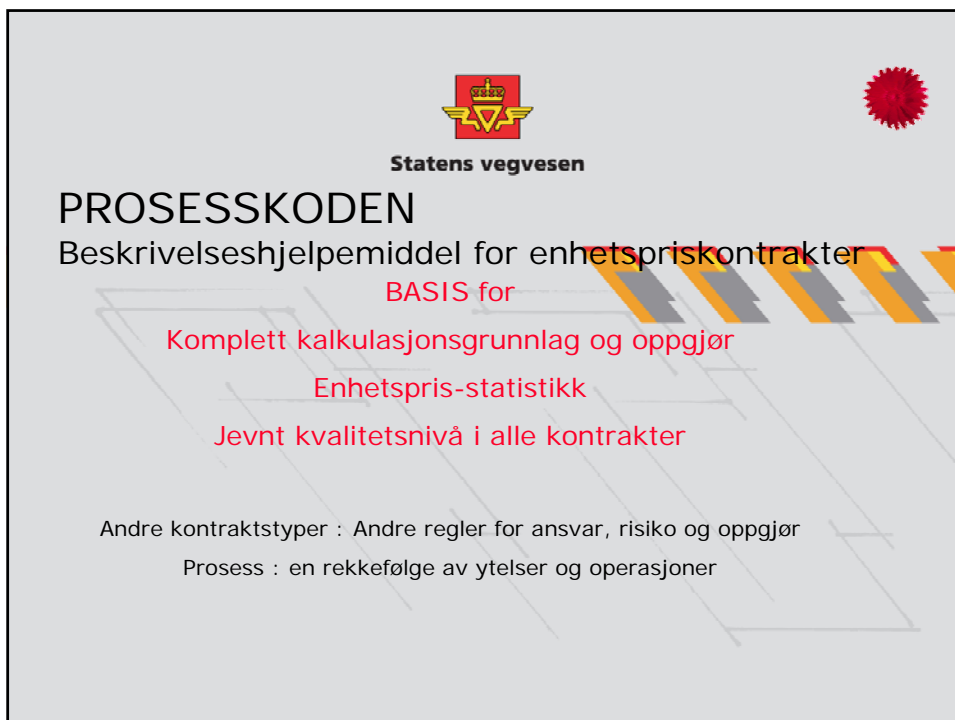 Statens vegvesen
PROSESSKODEN
Beskrivelseshjelpemiddel for enhetspriskontrakter
BASIS for
Komplett kalkulasjonsgrunnlag og oppgjør
Enhetspris-statistikk
Jevnt kvalitetsnivå i alle kontrakter
Andre kontraktstyper : Andre regler for ansvar, risiko og oppgjør
Prosess : en rekkefølge av ytelser og operasjoner